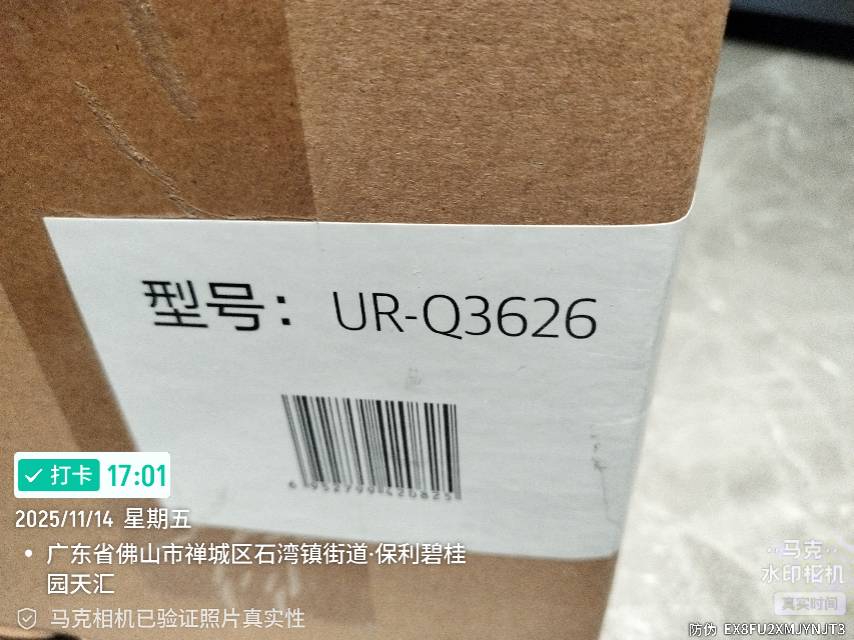 型号：UR-Q3626
6 952799 420825
打卡 17:01
2025/11/14 星期五
广东省佛山市禅城区石湾镇街道·保利碧桂
园天汇
马克相机已验证照片真实性
马克
水印相机
真实时间
防伪 EX8FU2XMJYNJT3